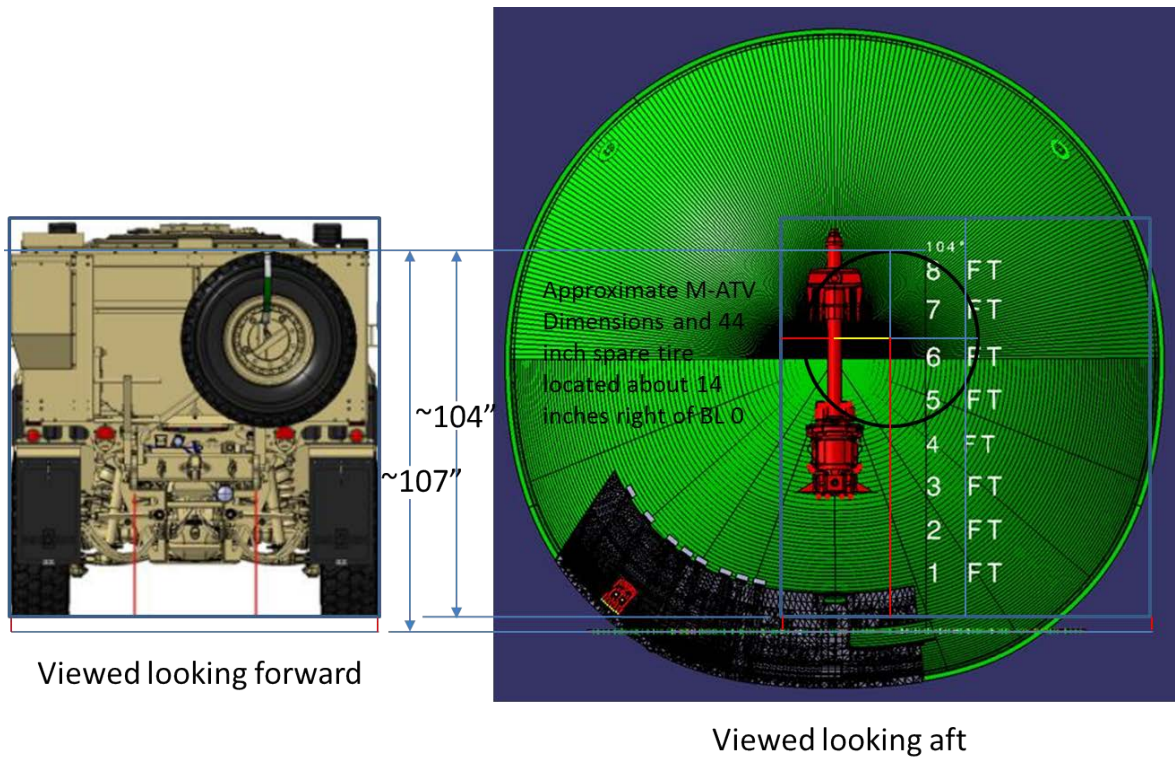 104"
8 FT
Approximate M-ATV
Dimensions and 44
inch spare tire
located about 14
inches right of BL 0
7 FT
6 FT
5 FT
4 FT
3 FT
2 FT
1 FT
~104”
~107”
Viewed looking forward
Viewed looking aft